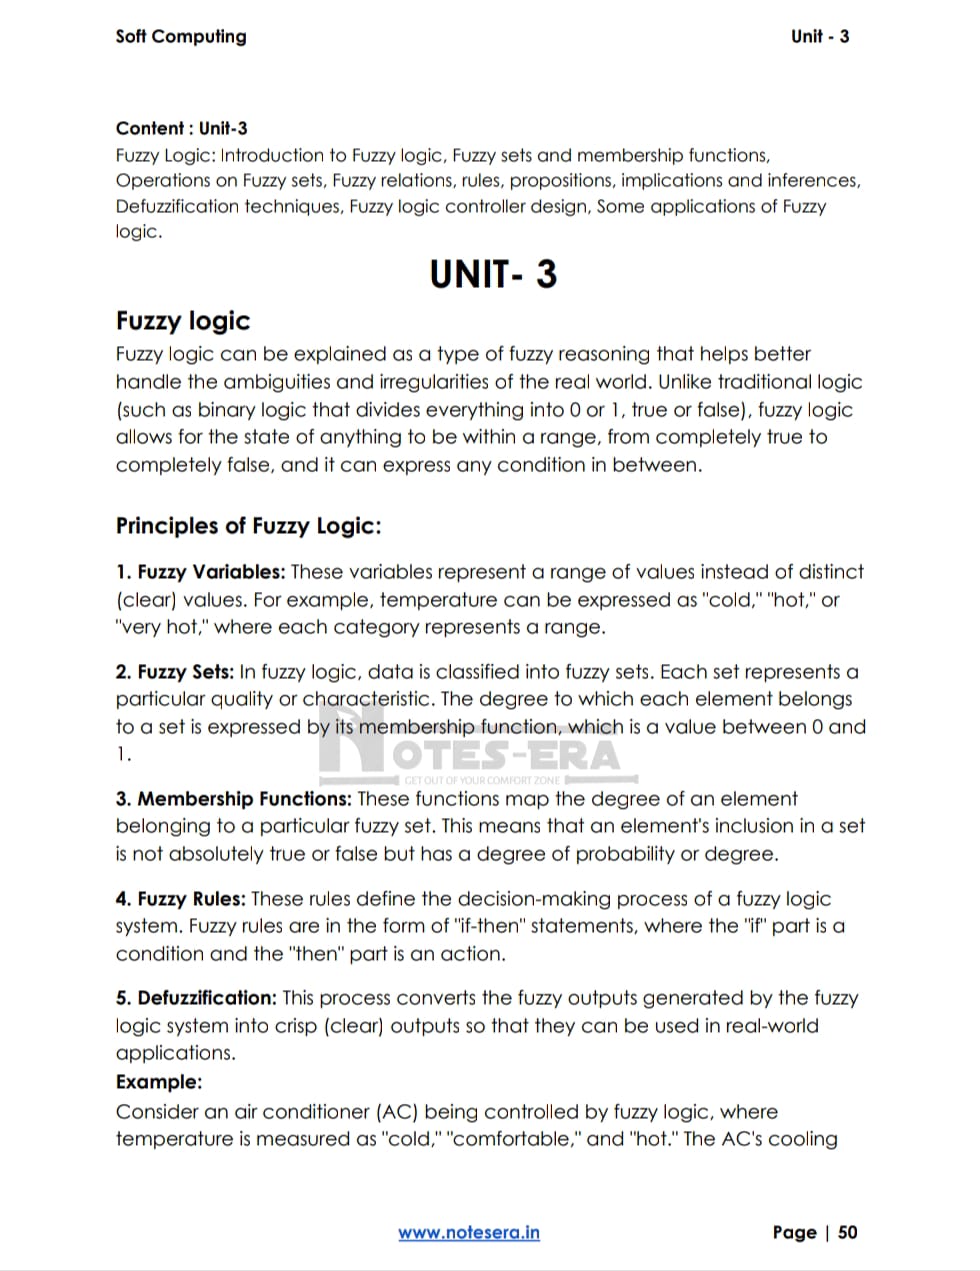 Soft Computing Unit - 3
Content : Unit-3
Fuzzy Logic: Introduction to Fuzzy logic, Fuzzy sets and membership functions,
Operations on Fuzzy sets, Fuzzy relations, rules, propositions, implications and inferences,
Defuzzification techniques, Fuzzy logic controller design, Some applications of Fuzzy
logic.
UNIT- 3
Fuzzy logic
Fuzzy logic can be explained as a type of fuzzy reasoning that helps better
handle the ambiguities and irregularities of the real world. Unlike traditional logic
(such as binary logic that divides everything into 0 or 1, true or false), fuzzy logic
allows for the state of anything to be within a range, from completely true to
completely false, and it can express any condition in between.
Principles of Fuzzy Logic:
1. Fuzzy Variables: These variables represent a range of values instead of distinct
(clear) values. For example, temperature can be expressed as "cold," "hot," or
"very hot," where each category represents a range.
2. Fuzzy Sets: In fuzzy logic, data is classified into fuzzy sets. Each set represents a
particular quality or characteristic. The degree to which each element belongs
to a set is expressed by its membership function, which is a value between 0 and
1.
NOTES-ERA
GET OUT OF YOUR COMFORT ZONE
3. Membership Functions: These functions map the degree of an element
belonging to a particular fuzzy set. This means that an element's inclusion in a set
is not absolutely true or false but has a degree of probability or degree.
4. Fuzzy Rules: These rules define the decision-making process of a fuzzy logic
system. Fuzzy rules are in the form of "if-then" statements, where the "if" part is a
condition and the "then" part is an action.
5. Defuzzification: This process converts the fuzzy outputs generated by the fuzzy
logic system into crisp (clear) outputs so that they can be used in real-world
applications.
Example:
Consider an air conditioner (AC) being controlled by fuzzy logic, where
temperature is measured as "cold," "comfortable," and "hot." The AC's cooling
www.notesera.in Page | 50